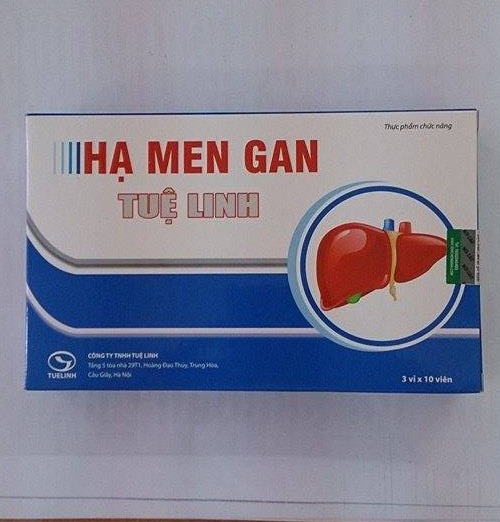 Thực phẩm chức năng
HẠ MEN GAN
TUỆ LINH
CÔNG TY TNHH TUỆ LINH
Tầng 5 tòa nhà 29T1, Hoàng Đạo Thúy, Trung Hòa,
Cầu Giấy, Hà Nội
TUELINH
3 vỉ x 10 viên